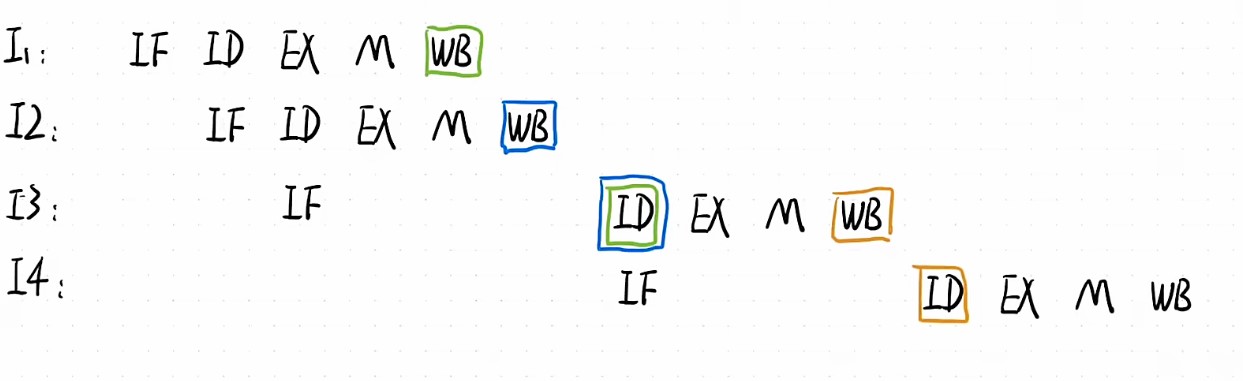 I1: IF ID EX M WB
I2: IF ID EX M WB
I3: IF ID EX M WB
I4: IF ID EX M WB